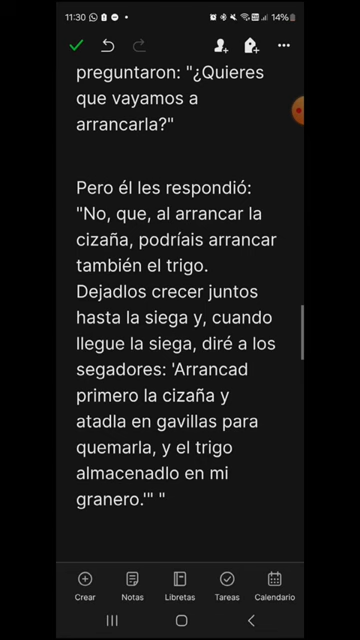 11:30
14%
preguntaron: "¿Quieres
que vayamos a
arrancarla?"
Pero él les respondió:
"No, que, al arrancar la
cizaña, podríais arrancar
también el trigo.
Dejadlos crecer juntos
hasta la siega y, cuando
llegue la siega, diré a los
segadores: 'Arrancad
primero la cizaña y
atadla en gavillas para
quemarla, y el trigo
almacenadlo en mi
granero.'" "
Crear Notas Libretas Tareas Calendario